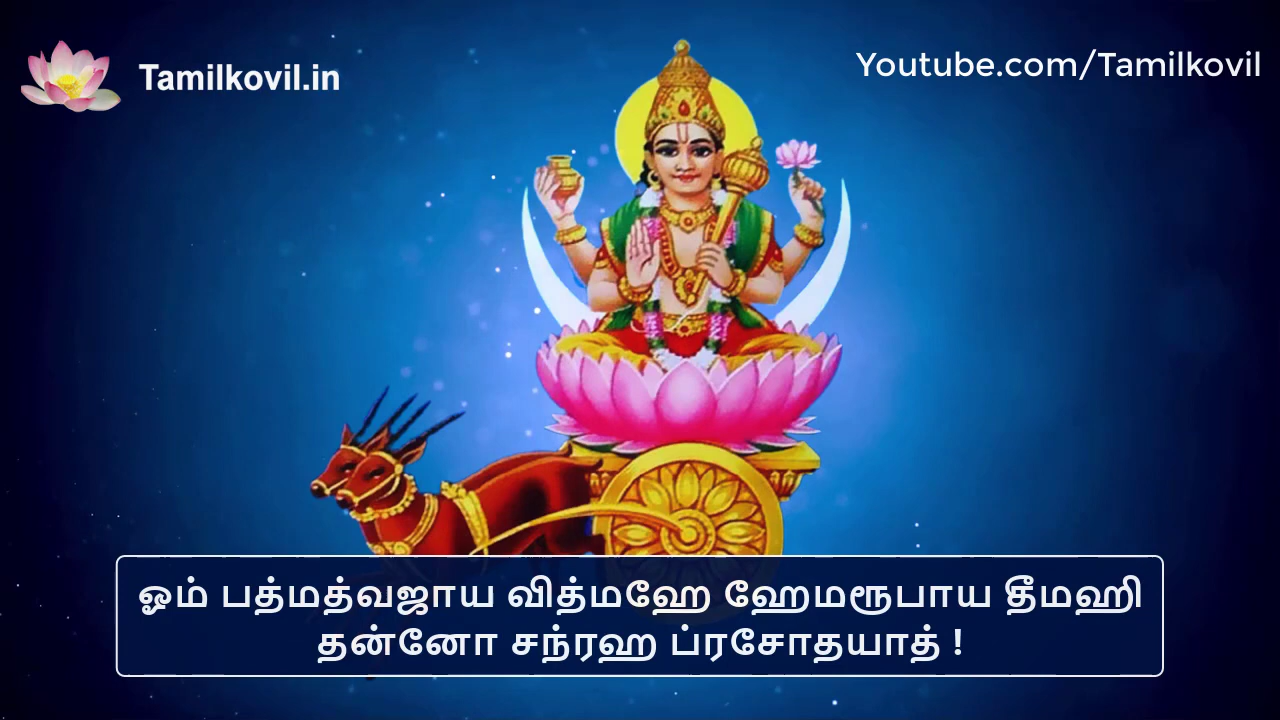 Tamilkovil.in
Youtube.com/Tamilkovil
ஓம் பத்மத்வஜாய வித்மஹே ஹேமரூபாய தீமஹி
தன்னோ சந்ரஹ ப்ரசோதயாத் !